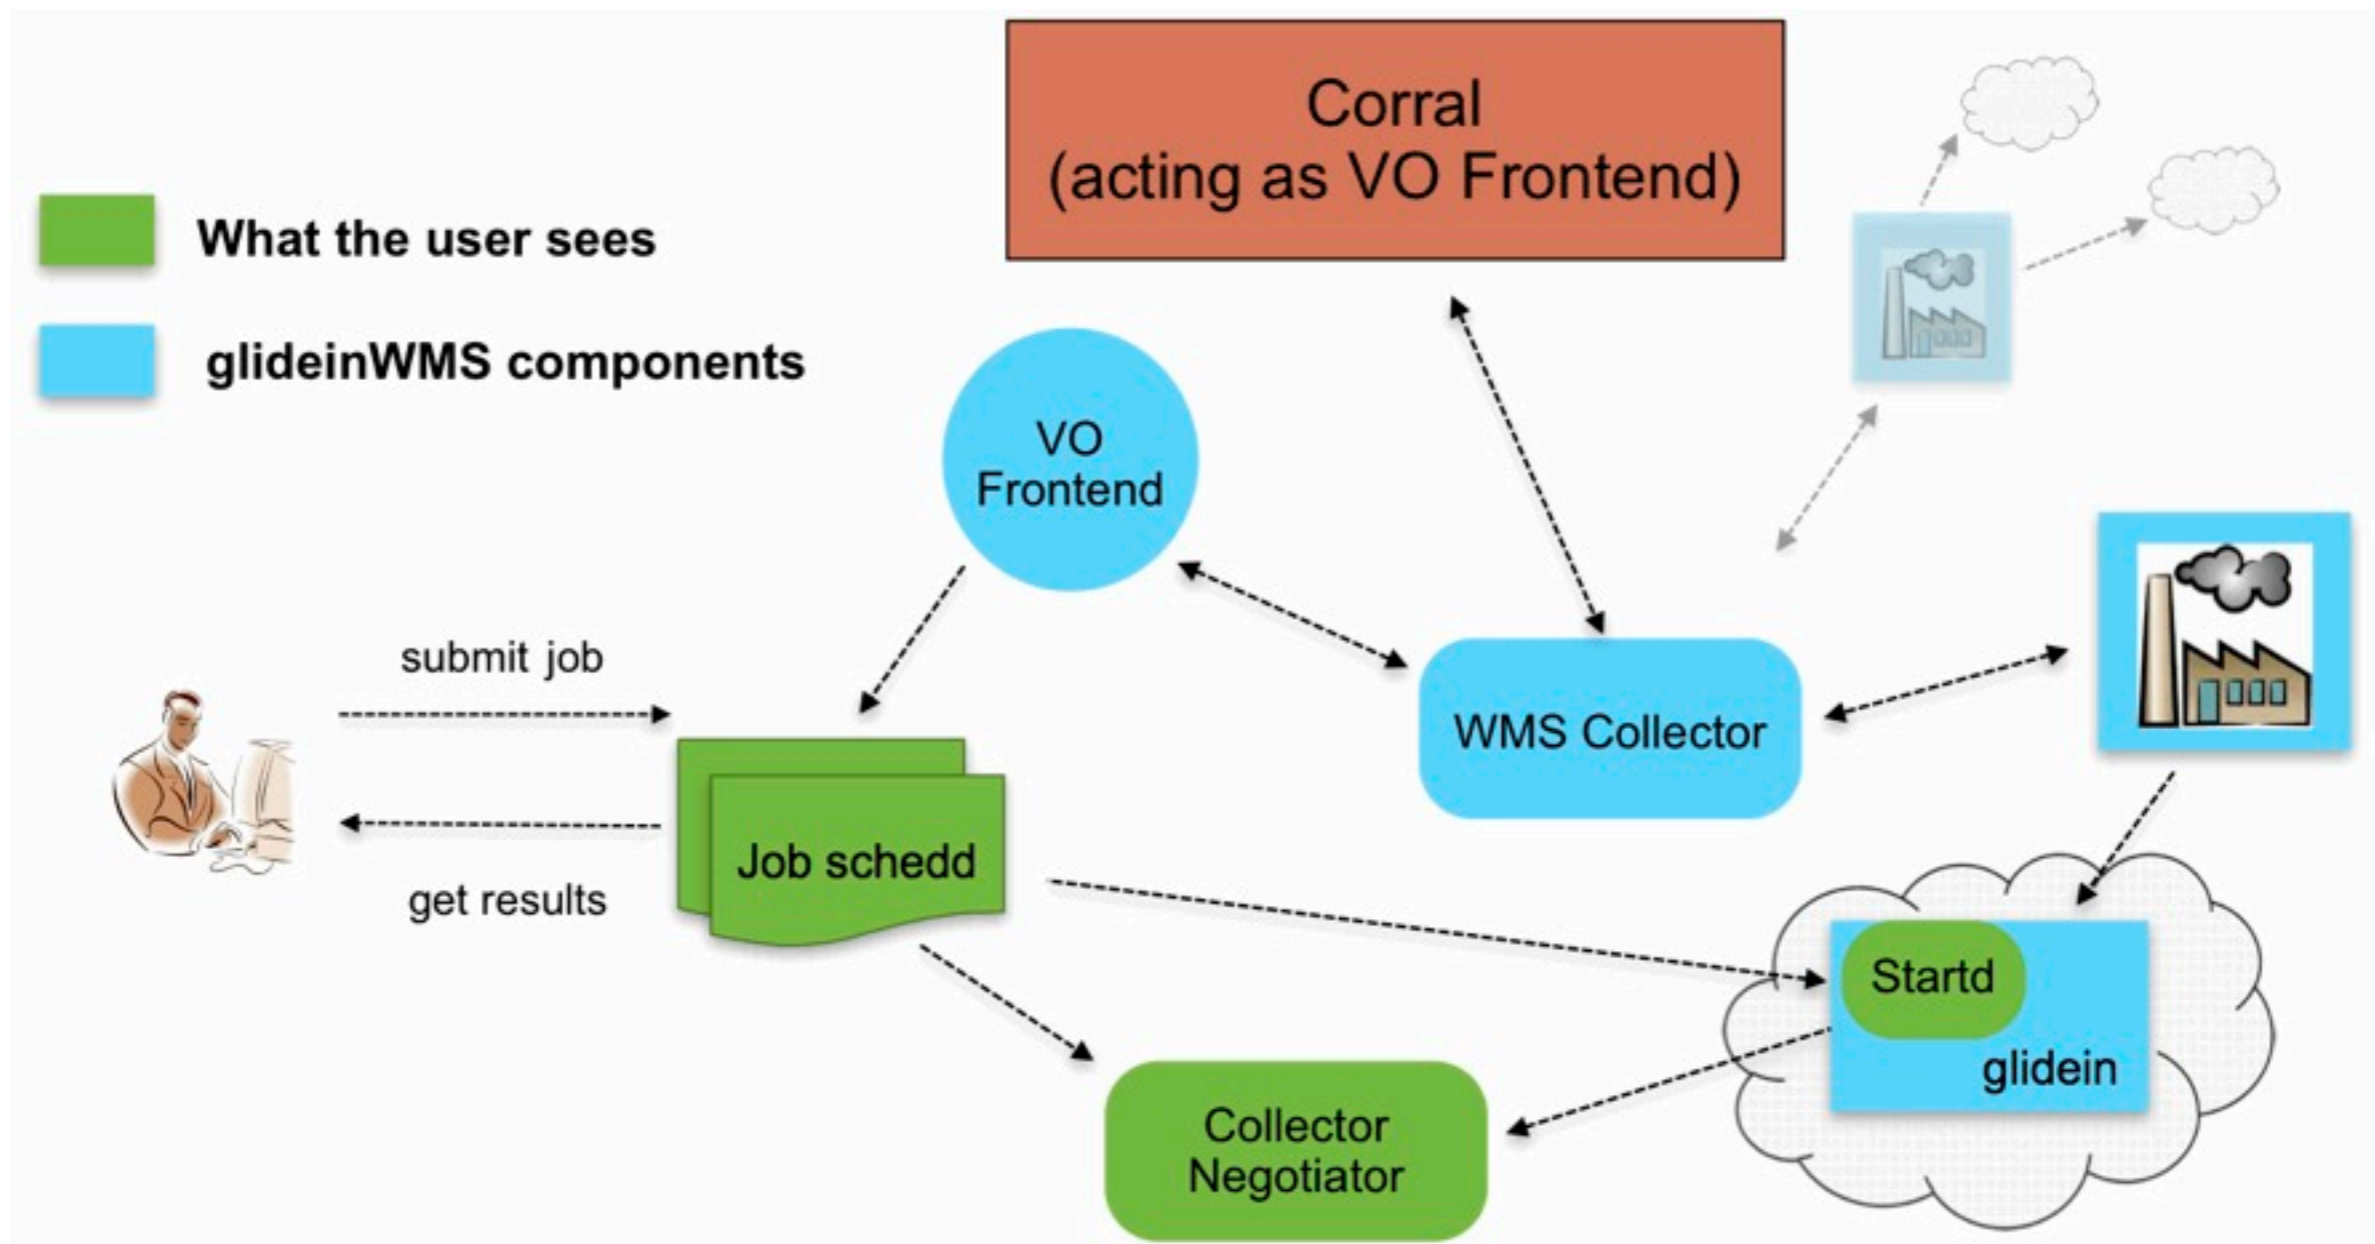 Corral
(acting as VO Frontend)
What the user sees
glideinWMS components
VO
Frontend
submit job
WMS Collector
Job schedd
get results
Startd
glidein
Collector
Negotiator